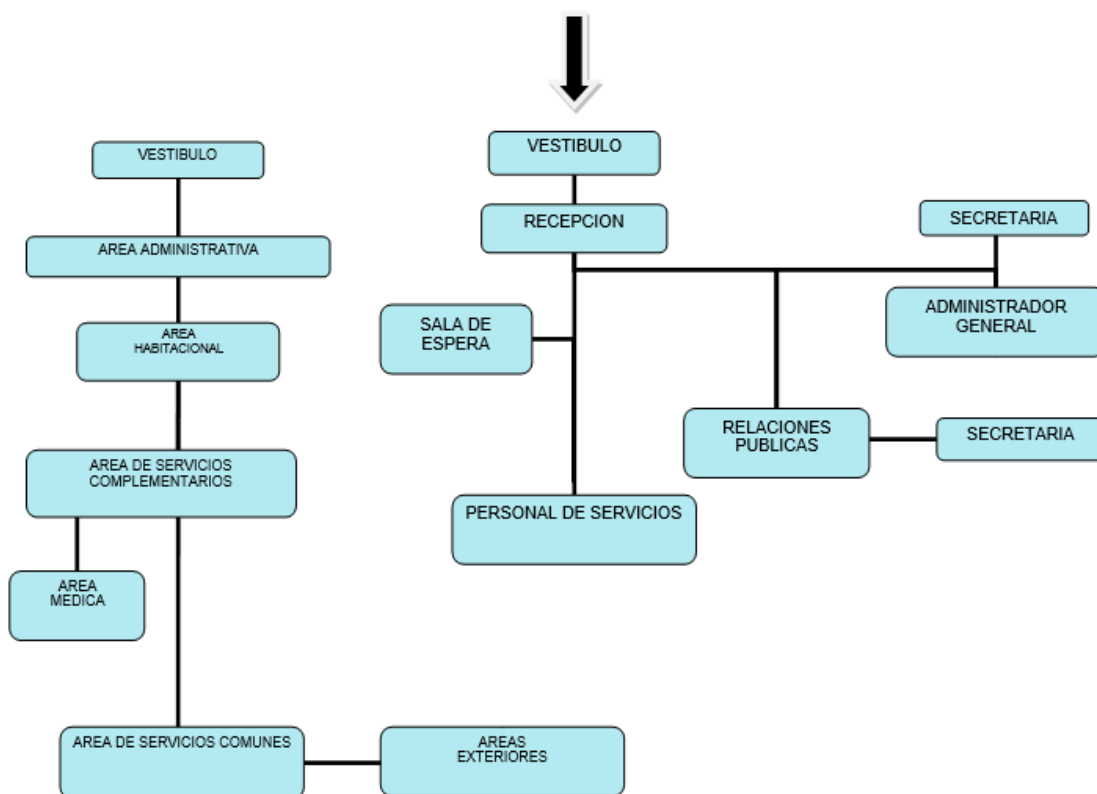 VESTIBULO
AREA ADMINISTRATIVA
AREA
HABITACIONAL
AREA DE SERVICIOS
COMPLEMENTARIOS
AREA
MEDICA
AREA DE SERVICIOS COMUNES
AREAS
EXTERIORES
VESTIBULO
RECEPCION
SECRETARIA
ADMINISTRADOR
GENERAL
SALA DE
ESPERA
RELACIONES
PUBLICAS
SECRETARIA
PERSONAL DE SERVICIOS